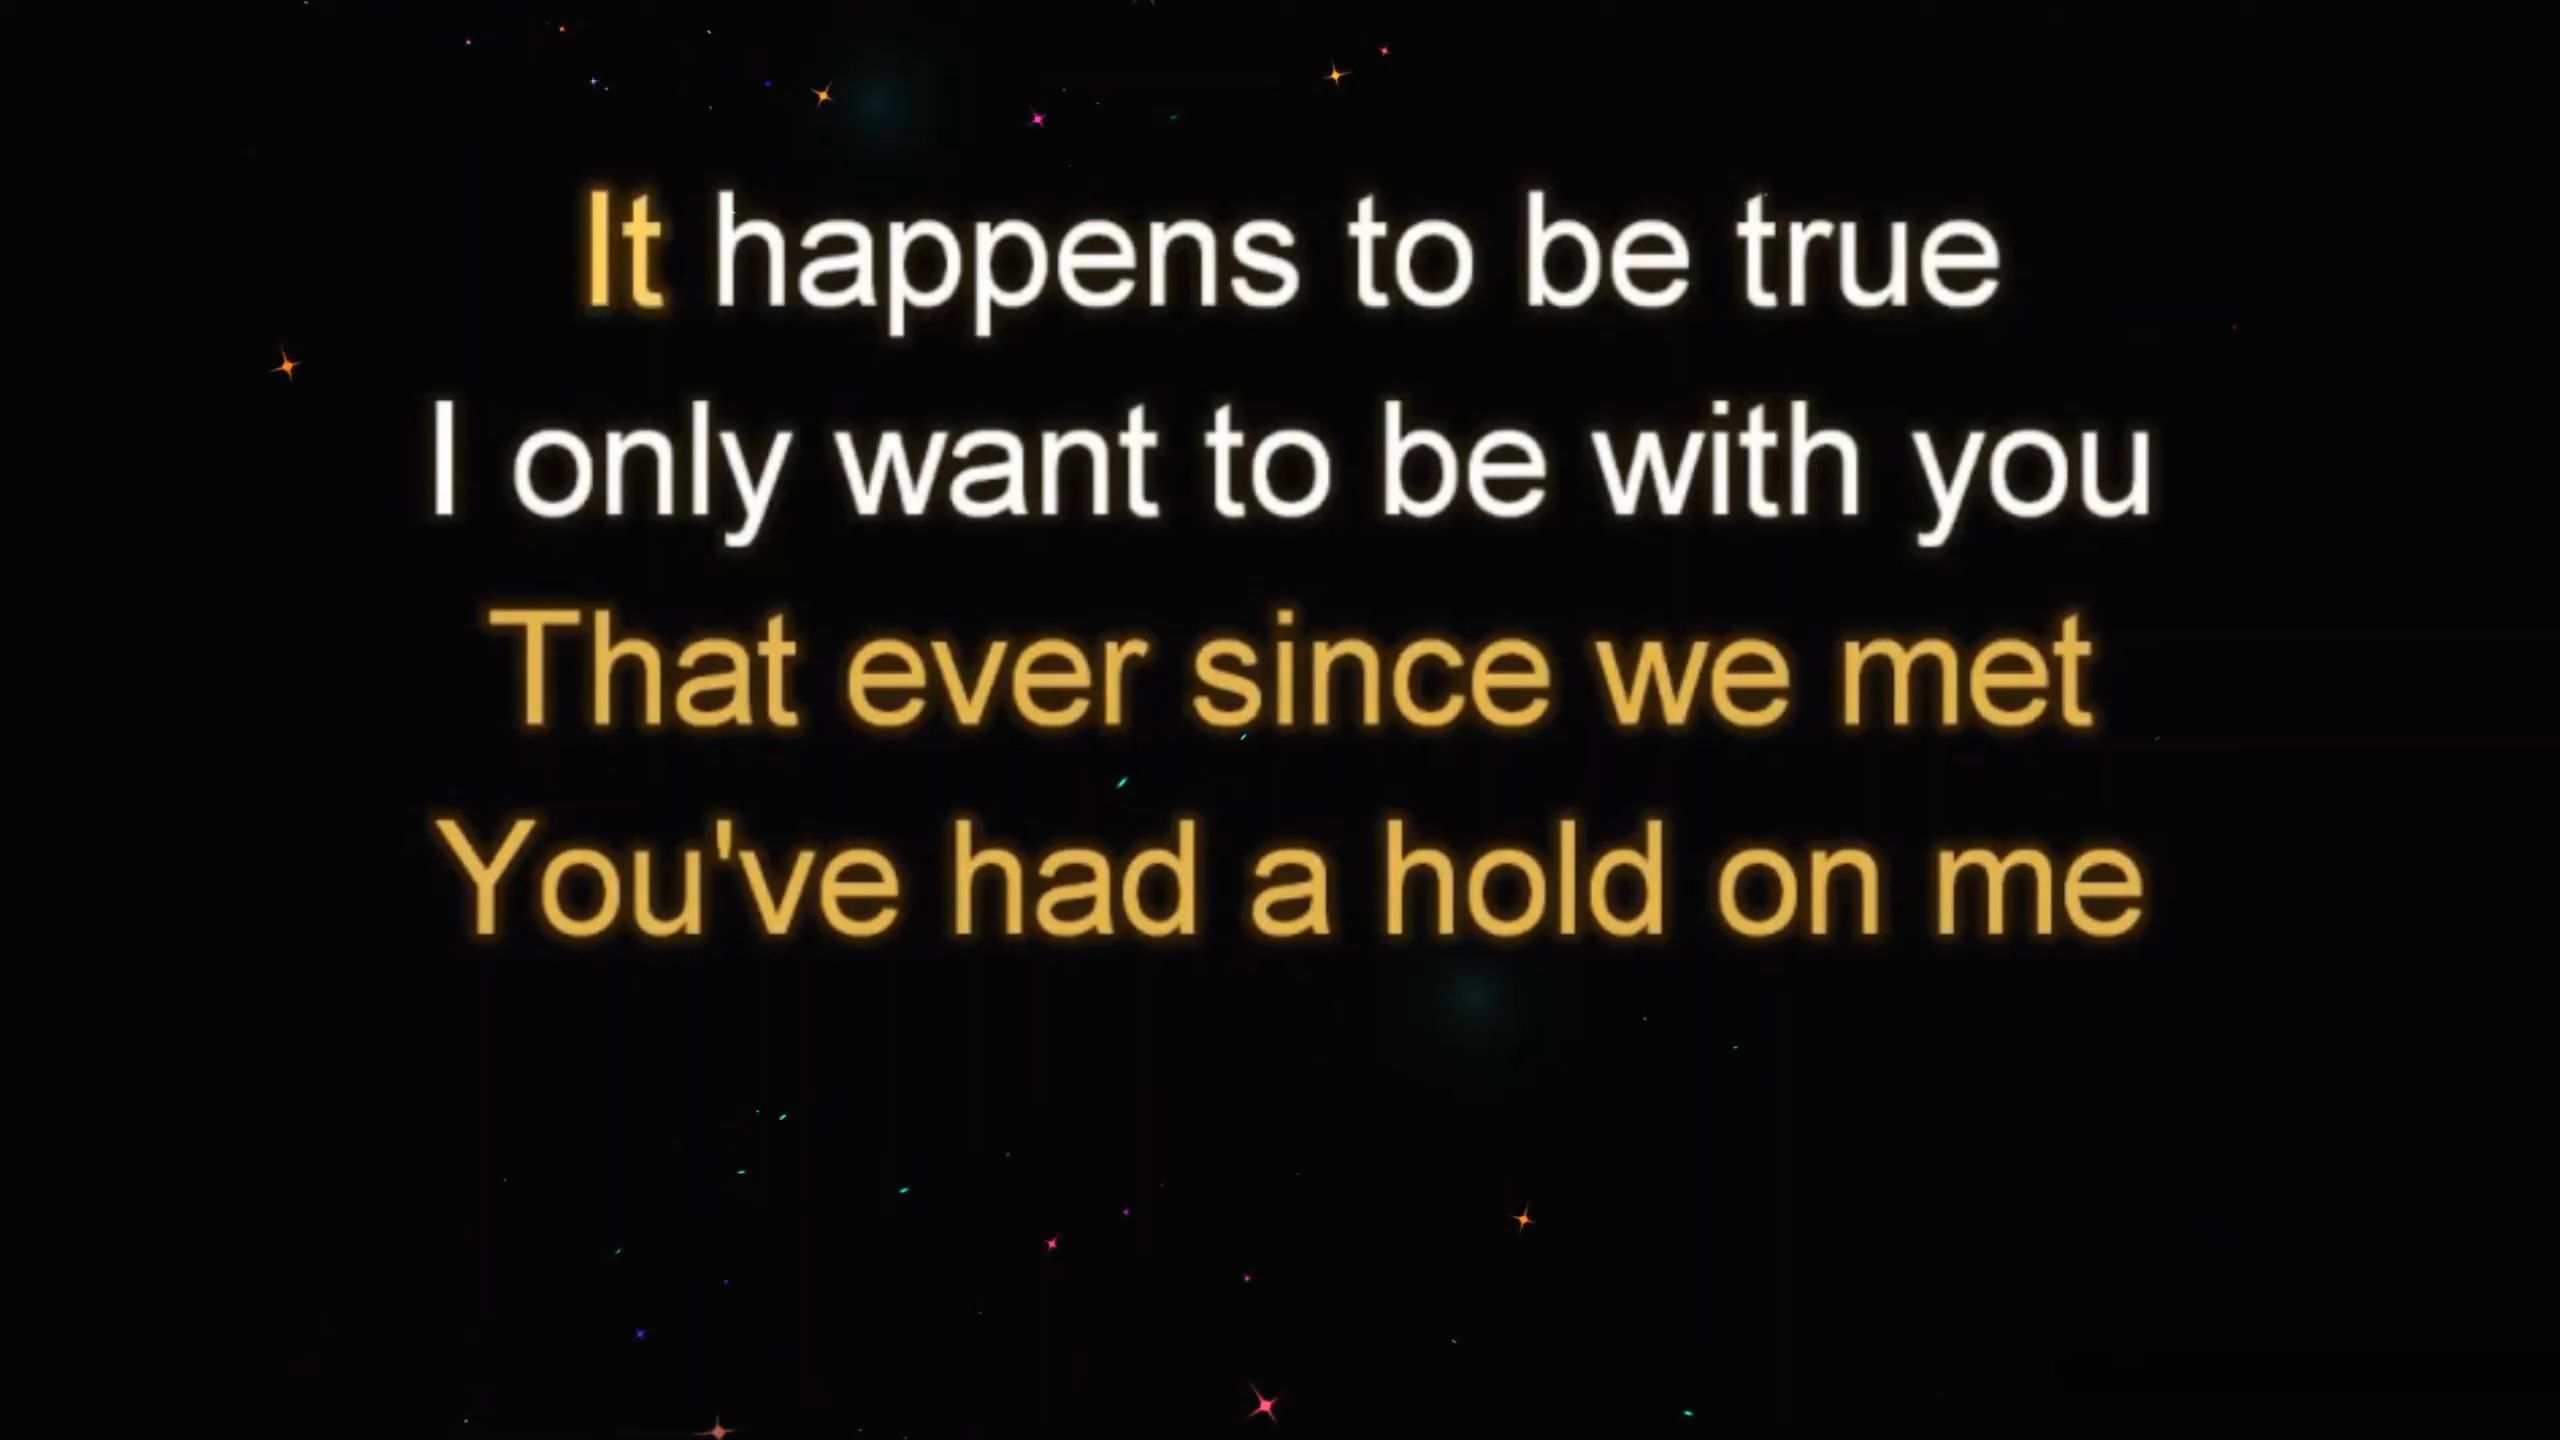 It happens to be true
I only want to be with you
That ever since we met
You've had a hold on me